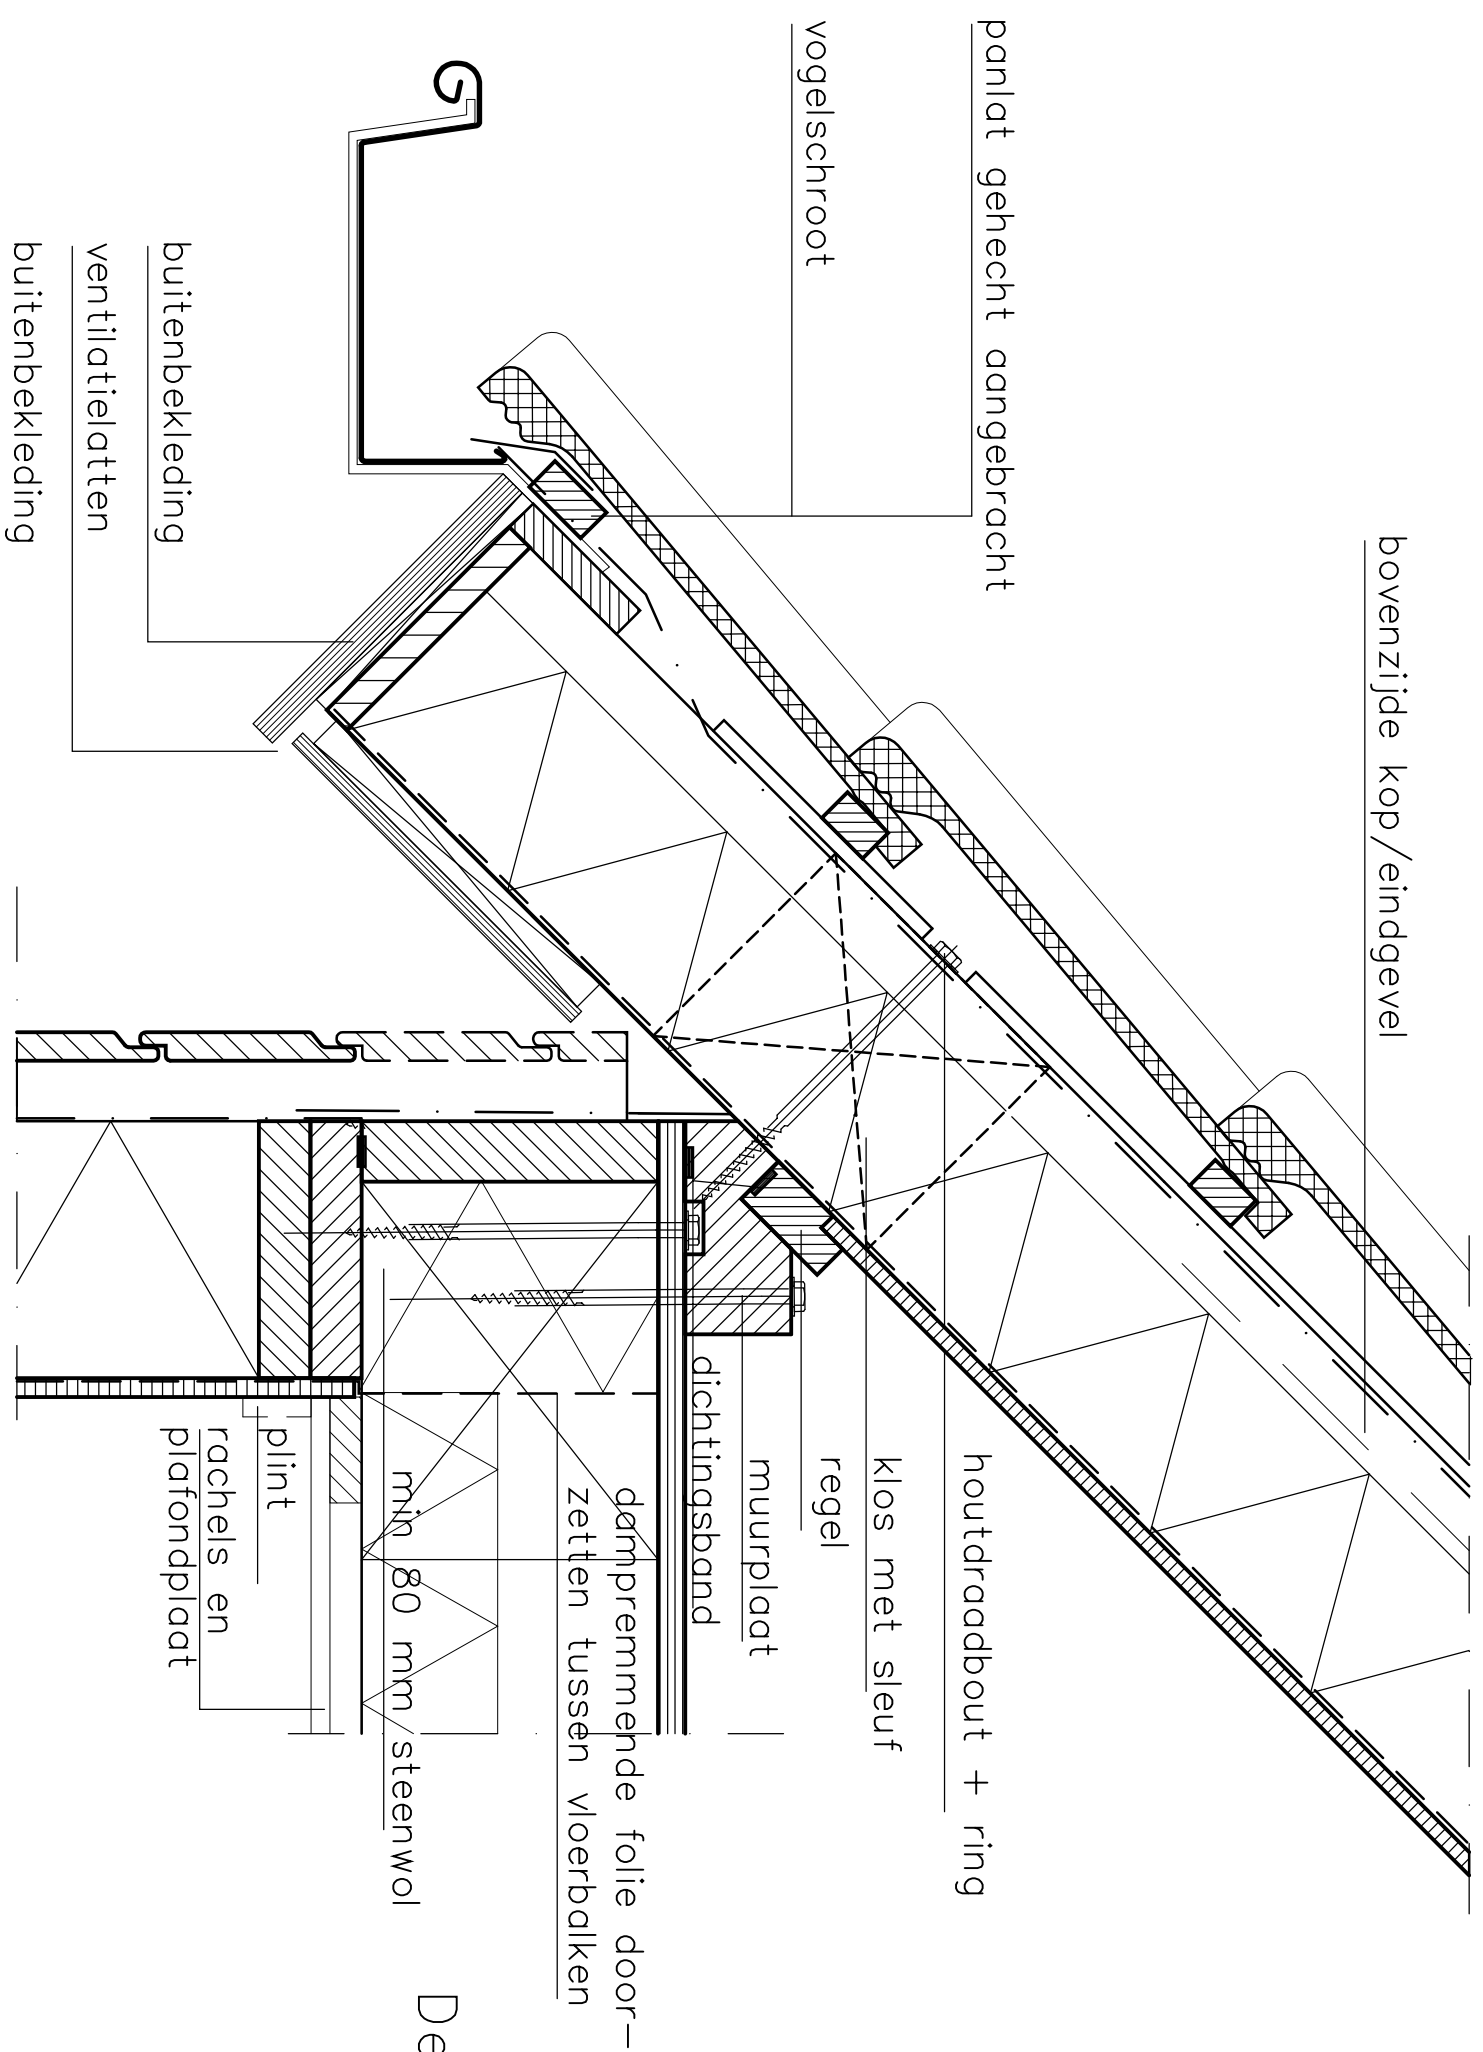 bovenzijde kop/eindgevel
panlat gehecht aangebracht
vogelschroot
buitenbekleding
ventilatielatten
buitenbekleding
houtdraadbout + ring
klos met sleuf
regel
muurplaat
dichtingsband
dampremmende folie door-
zetten tussen vloerbalken
min 80 mm steenwol
plint
rachels en
plafondplaat
De